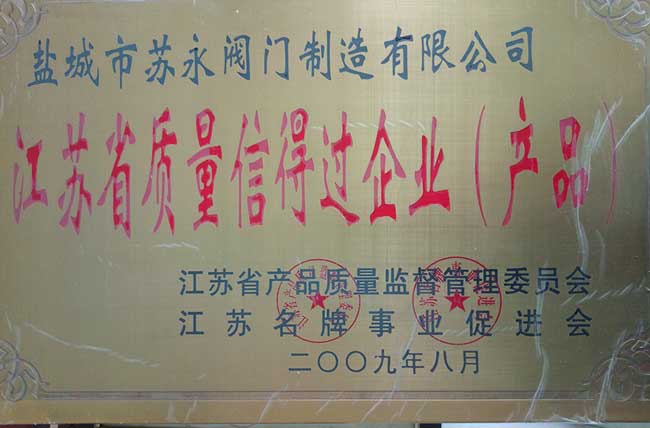 盐城市苏永阀门制造有限公司
江苏省质量信得过企业（产品）
江苏省产品质量监督管理委员会
江苏名牌事业促进会
二〇〇九年八月